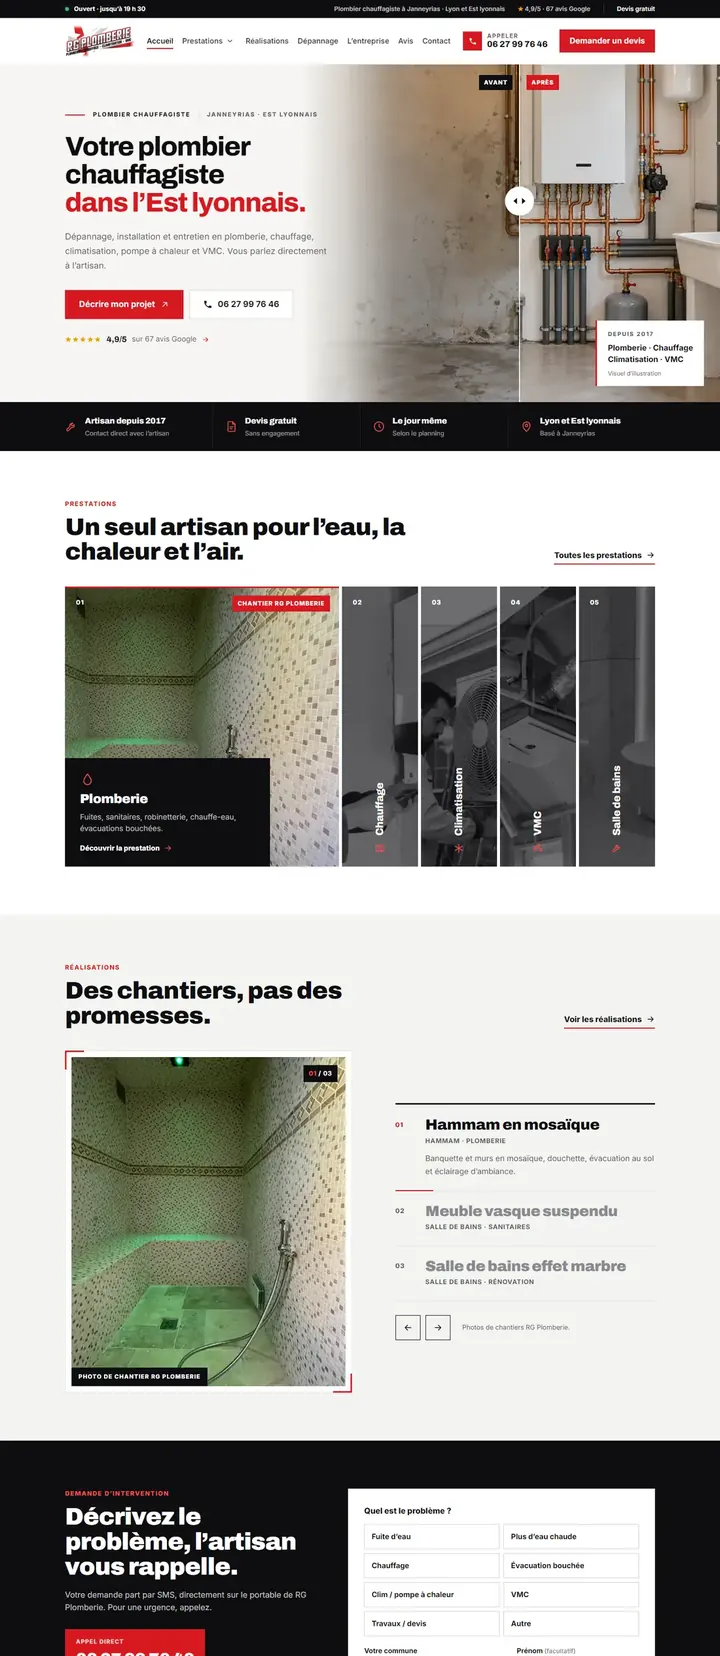 Ouvert · jusqu'à 19 h 30
Plombier chauffagiste à Janneyrias · Lyon et Est lyonnais
★ 4,9/5 · 67 avis Google
Devis gratuit
RG PLOMBERIE
Accueil
Prestations
Réalisations
Dépannage
L'entreprise
Avis
Contact
APPELER
06 27 99 76 46
Demander un devis
AVANT
APRÈS
PLOMBIER CHAUFFAGISTE
JANNEYRIAS · EST LYONNAIS
Votre plombier
chauffagiste
dans l'Est lyonnais.
Dépannage, installation et entretien en plomberie, chauffage,
climatisation, pompe à chaleur et VMC. Vous parlez directement
à l'artisan.
Décrire mon projet ↗
06 27 99 76 46
★★★★★ 4,9/5 sur 67 avis Google →
DEPUIS 2017
Plomberie · Chauffage
Climatisation · VMC
Visuel d'illustration
Artisan depuis 2017
Contact direct avec l'artisan
Devis gratuit
Sans engagement
Le jour même
Selon le planning
Lyon et Est lyonnais
Basé à Janneyrias
PRESTATIONS
Un seul artisan pour l'eau, la
chaleur et l'air.
Toutes les prestations →
01
CHANTIER RG PLOMBERIE
Plomberie
Fuites, sanitaires, robinetterie, chauffe-eau,
évacuations bouchées.
Découvrir la prestation →
02
Chauffage
03
Climatisation
04
VMC
05
Salle de bains
RÉALISATIONS
Des chantiers, pas des
promesses.
Voir les réalisations →
01 / 03
PHOTO DE CHANTIER RG PLOMBERIE
01
Hammam en mosaïque
HAMMAM · PLOMBERIE
Banquette et murs en mosaïque, douchette, évacuation au sol
et éclairage d'ambiance.
02
Meuble vasque suspendu
SALLE DE BAINS · SANITAIRES
03
Salle de bains effet marbre
SALLE DE BAINS · RÉNOVATION
← →
Photos de chantiers RG Plomberie.
DEMANDE D'INTERVENTION
Décrivez le
problème, l'artisan
vous rappelle.
Votre demande part par SMS, directement sur le portable de RG
Plomberie. Pour une urgence, appelez.
APPEL DIRECT
Quel est le problème ?
Fuite d'eau
Plus d'eau chaude
Chauffage
Évacuation bouchée
Clim / pompe à chaleur
VMC
Travaux / devis
Autre
Votre commune
Prénom (facultatif)